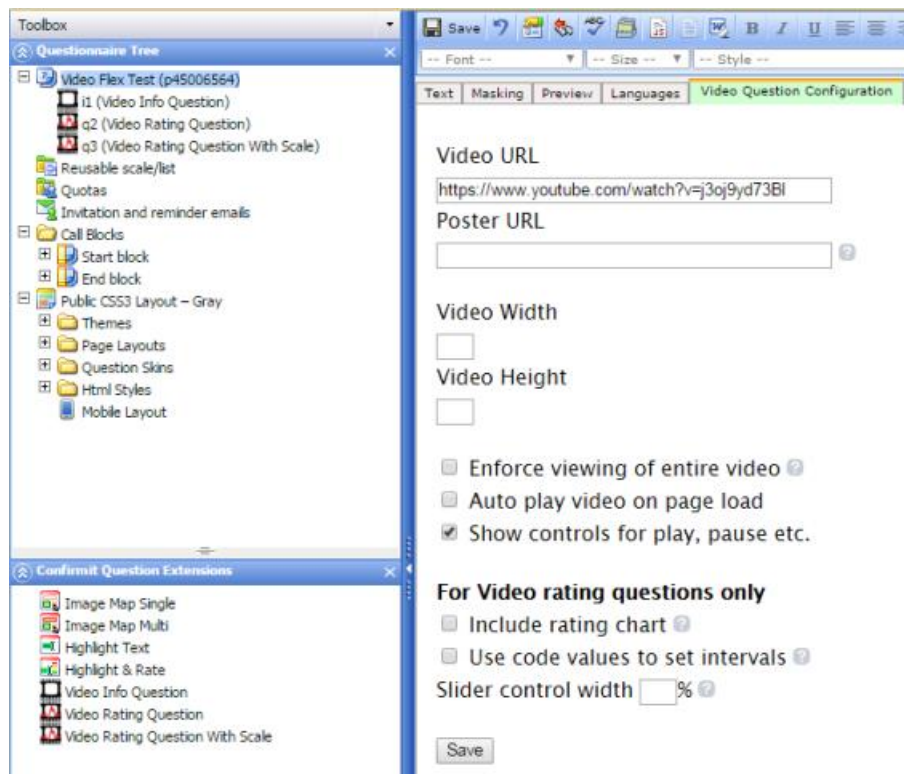 Toolbox
Questionnaire Tree
Video Flex Test (p45006564)
i1 (Video Info Question)
q2 (Video Rating Question)
q3 (Video Rating Question With Scale)
Reusable scale/list
Quotas
Invitation and reminder emails
Call Blocks
Start block
End block
Public CSS3 Layout – Gray
Themes
Page Layouts
Question Skins
Html Styles
Mobile Layout
Confirmit Question Extensions
Image Map Single
Image Map Multi
Highlight Text
Highlight & Rate
Video Info Question
Video Rating Question
Video Rating Question With Scale
Save B I U
-- Font -- -- Size -- -- Style --
Text Masking Preview Languages Video Question Configuration
Video URL
https://www.youtube.com/watch?v=j3oj9yd73BI
Poster URL
Video Width
Video Height
Enforce viewing of entire video
Auto play video on page load
Show controls for play, pause etc.
For Video rating questions only
Include rating chart
Use code values to set intervals
Slider control width %
Save